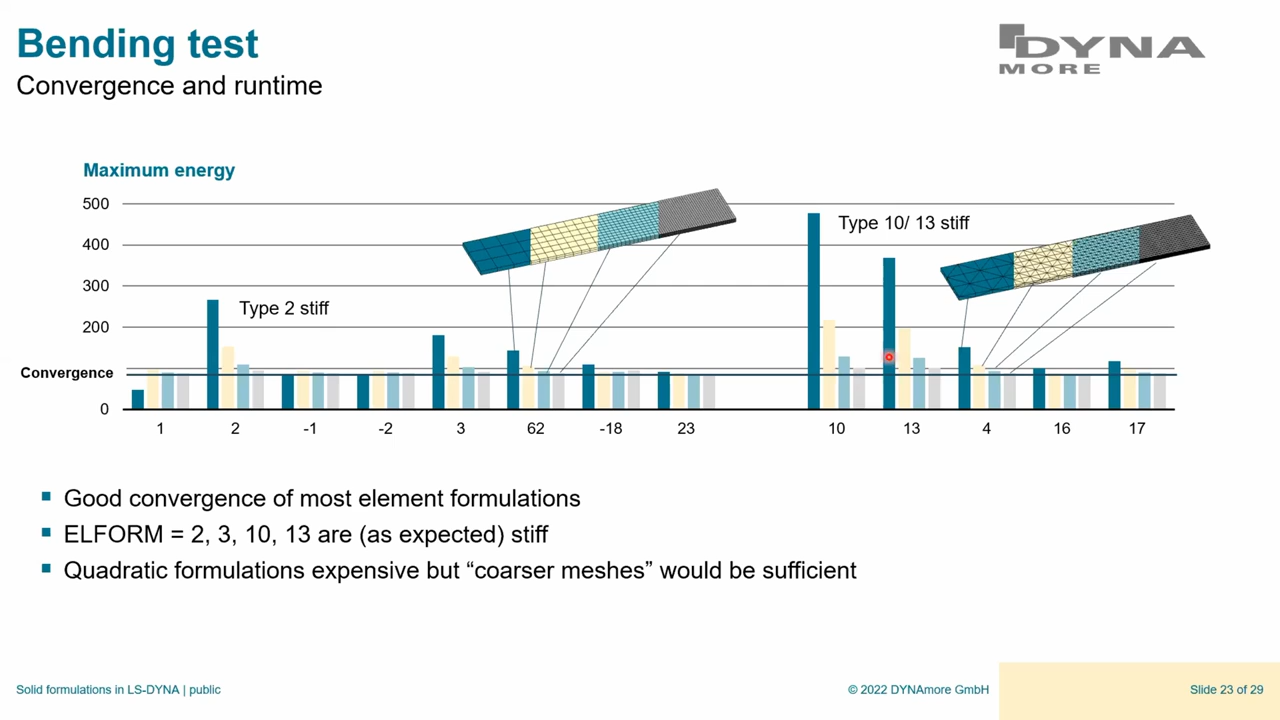 Bending test
Convergence and runtime
DYNA
MORE
Maximum energy
500
400
300
200
Convergence
0
Type 2 stiff
Type 10/ 13 stiff
1 2 -1 -2 3 62 -18 23 10 13 4 16 17
Good convergence of most element formulations
ELFORM = 2, 3, 10, 13 are (as expected) stiff
Quadratic formulations expensive but “coarser meshes” would be sufficient
Solid formulations in LS-DYNA | public
© 2022 DYNAmore GmbH
Slide 23 of 29